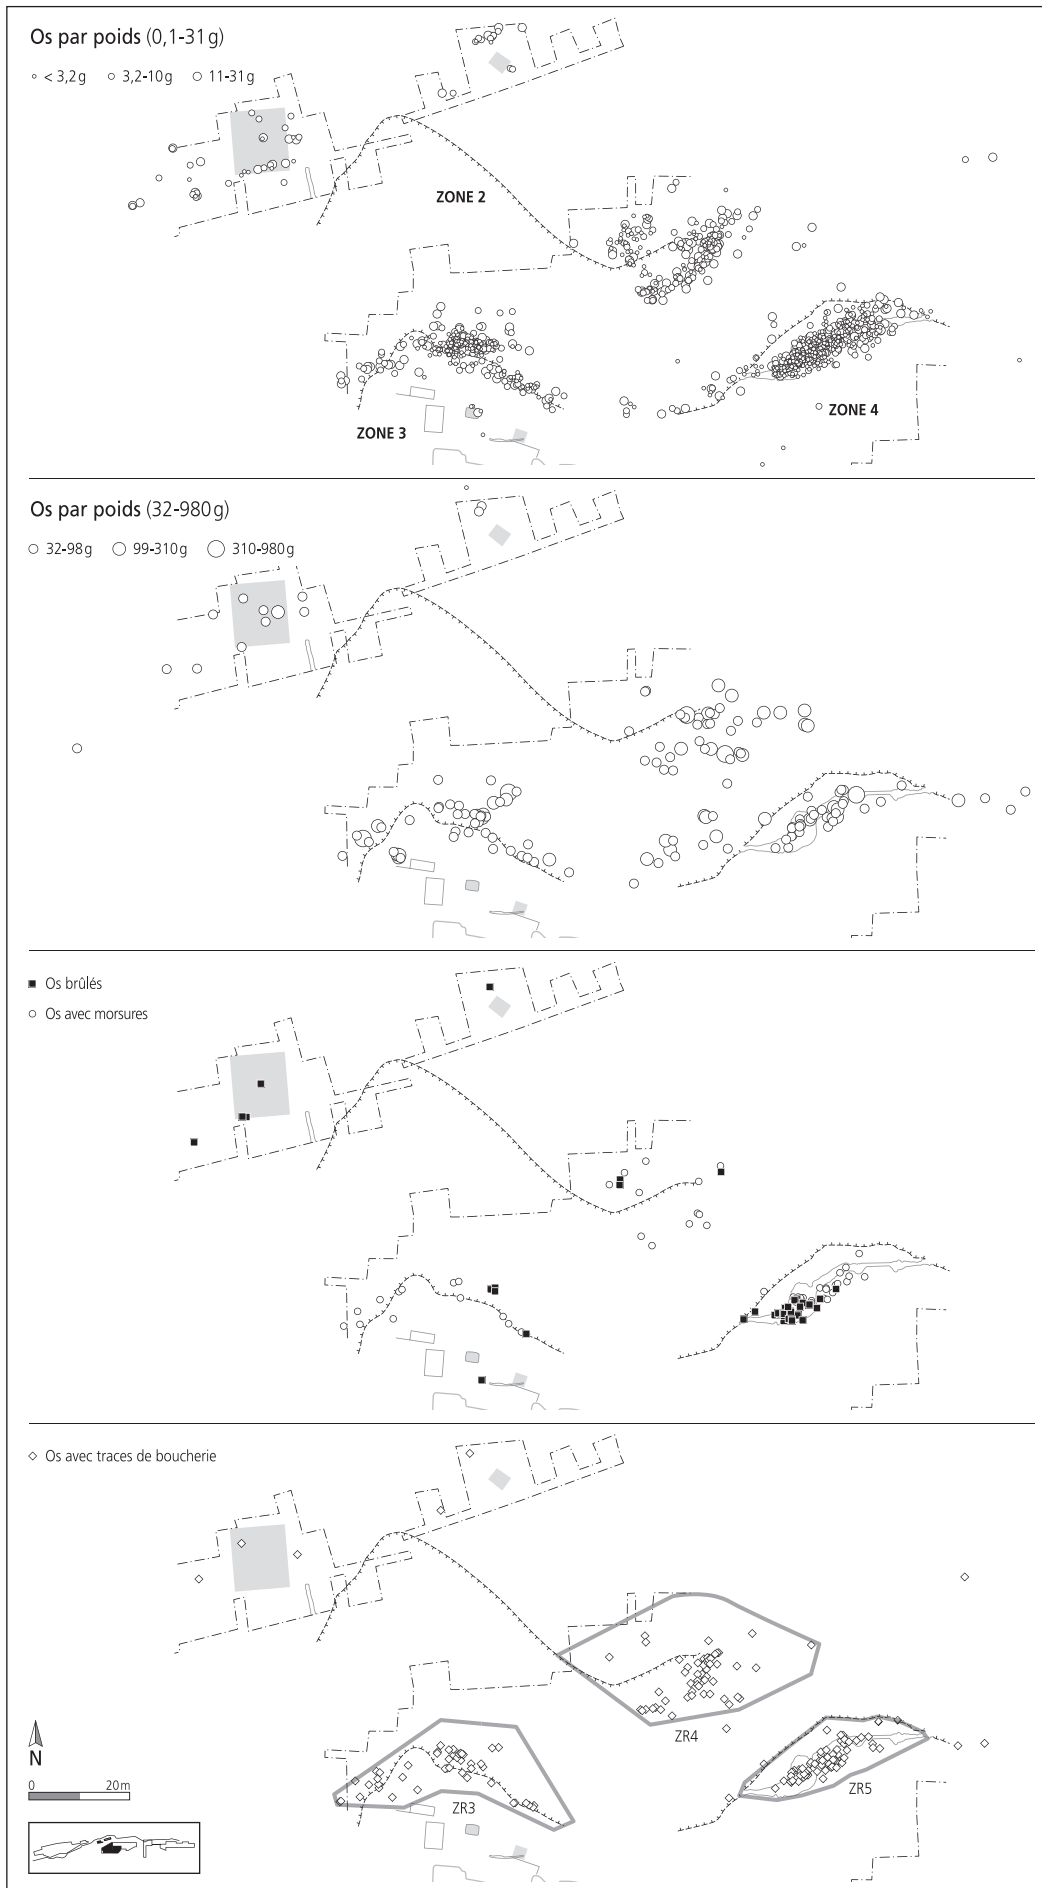 Os par poids (0,1-31g)
< 3,2g 3,2-10g 11-31g
ZONE 2
ZONE 4
ZONE 3
Os par poids (32-980g)
32-98g 99-310g 310-980g
Os brûlés
Os avec morsures
Os avec traces de boucherie
ZR4
N
0 20m
ZR5
ZR3